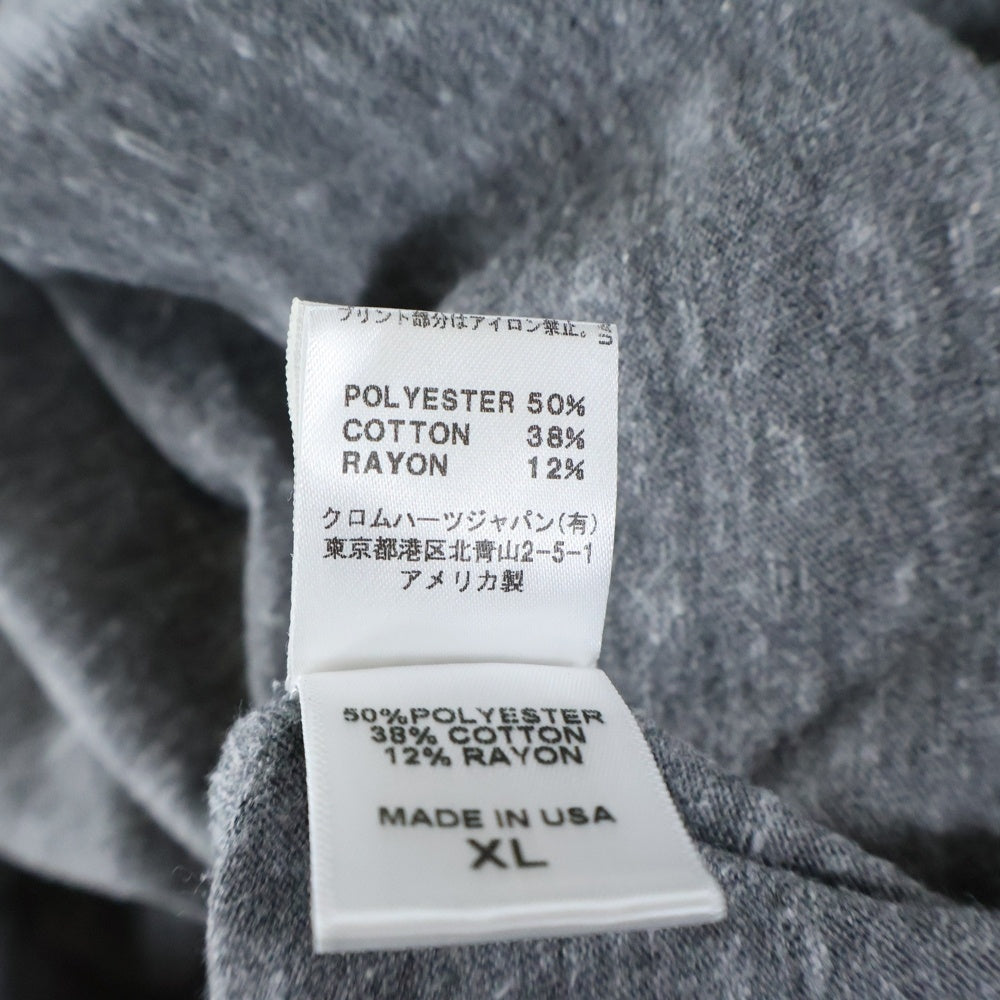 プリント部分はアイロン禁止。
POLYESTER 50%
COTTON 38%
RAYON 12%
クロムハーツジャパン(有)
東京都港区北青山2-5-1
アメリカ製
50%POLYESTER
38% COTTON
12% RAYON
MADE IN USA
XL